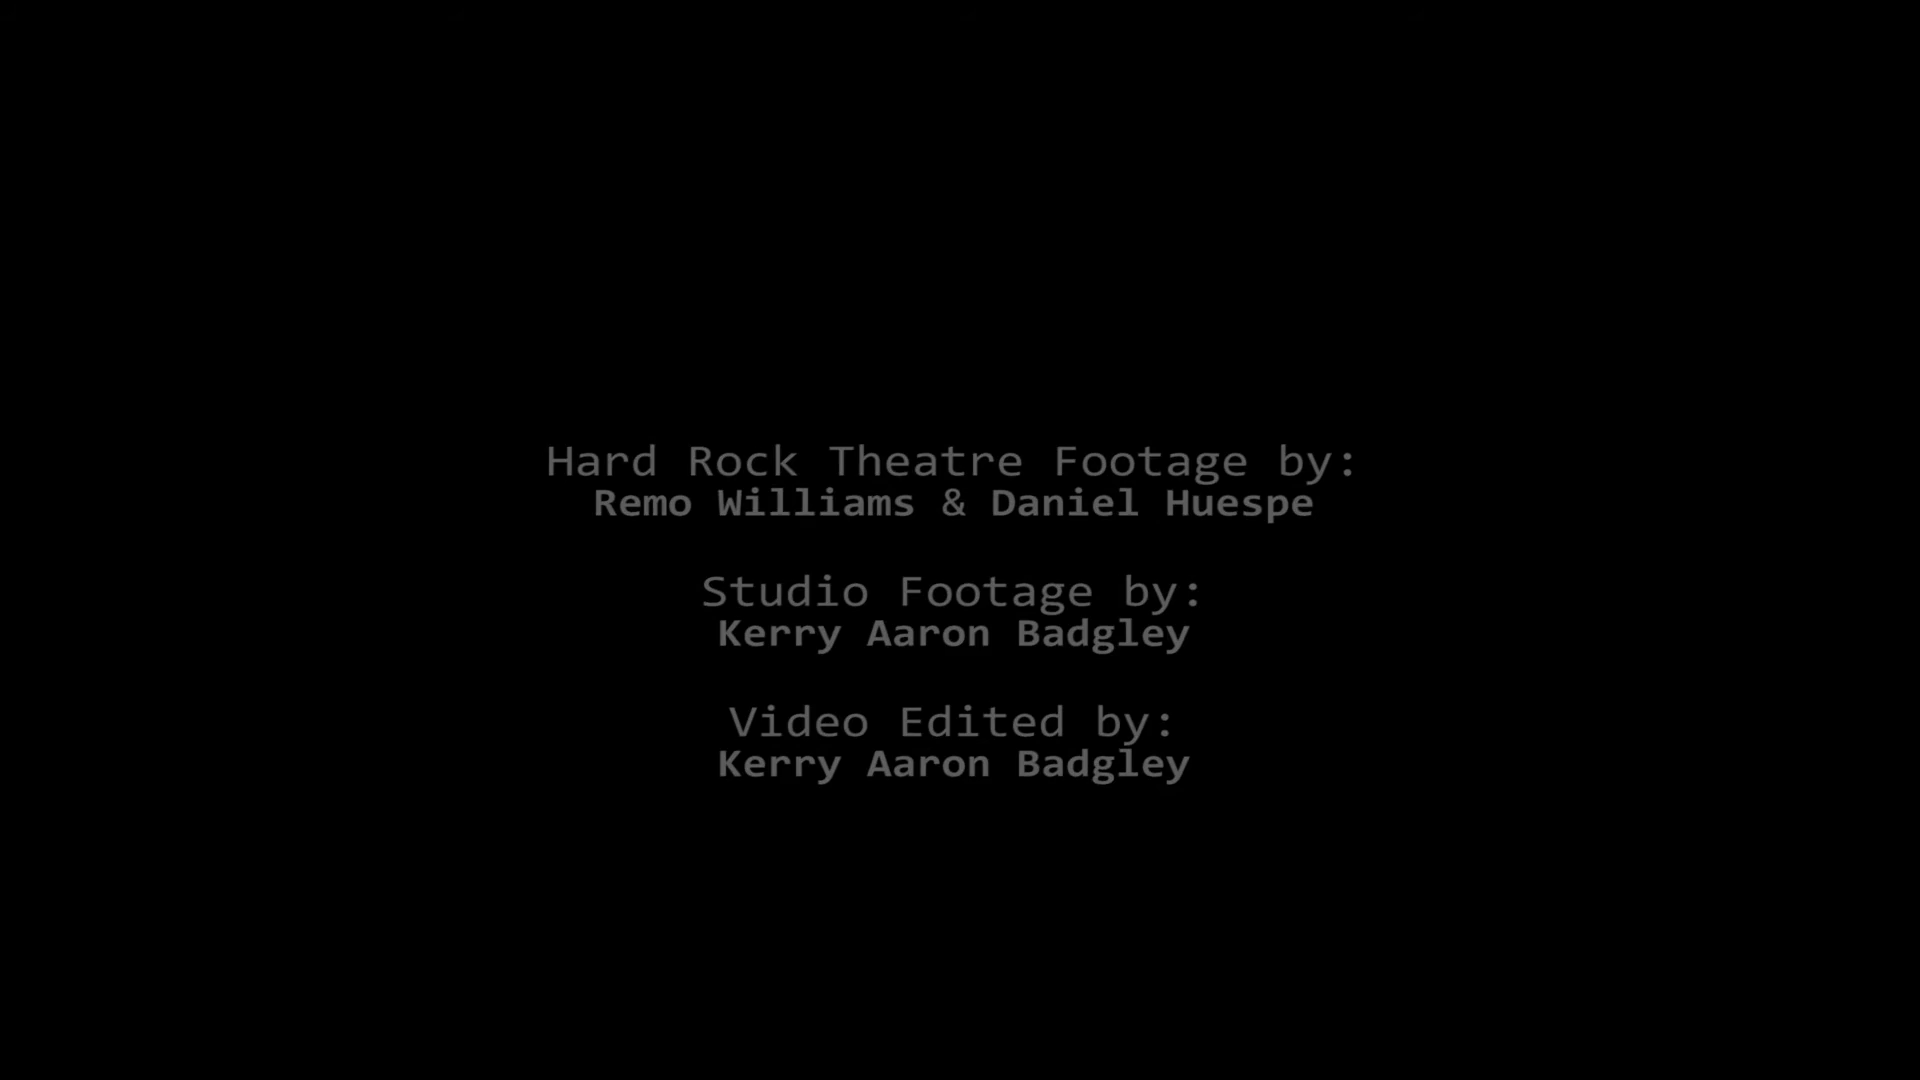 Hard Rock Theatre Footage by:
Remo Williams & Daniel Huespe
Studio Footage by:
Kerry Aaron Badgley
Video Edited by:
Kerry Aaron Badgley